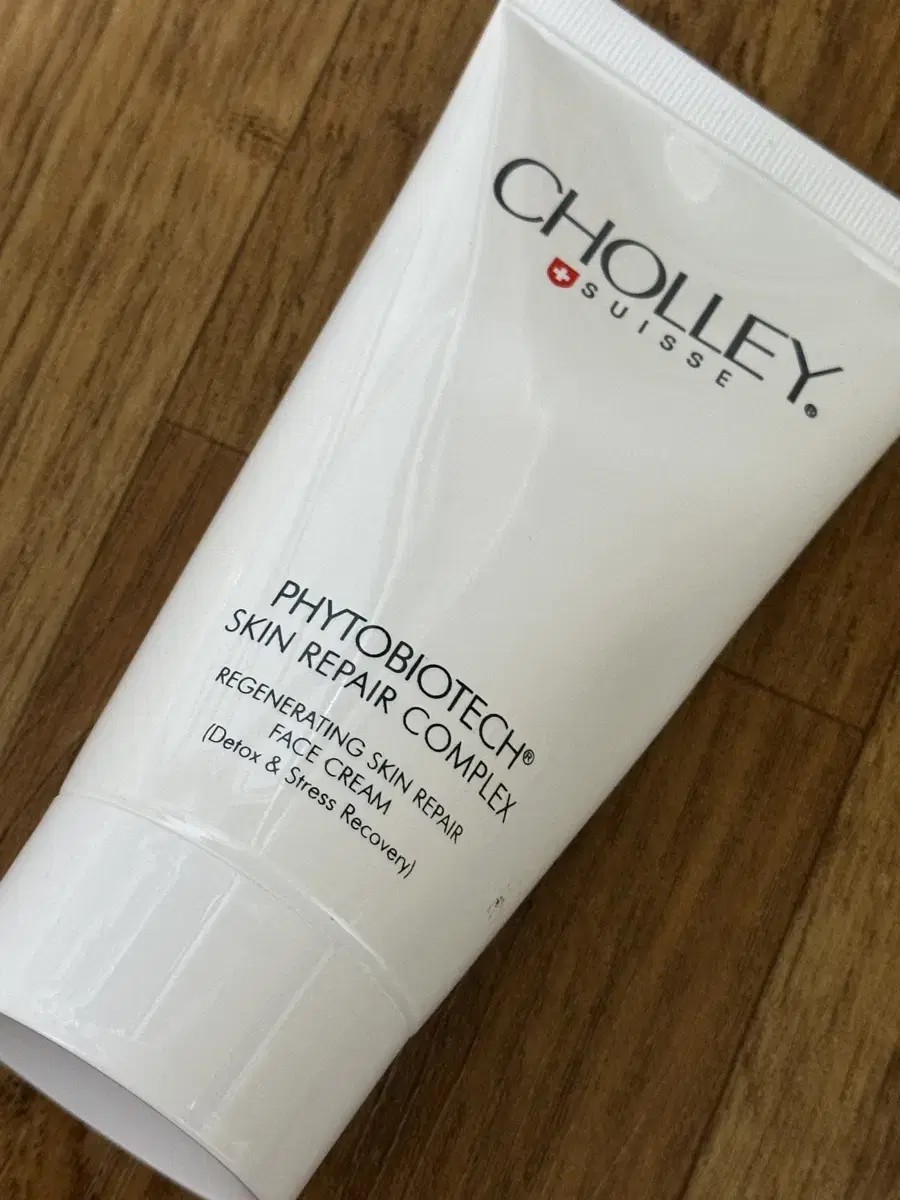 CHOLLEY®
SUISSE
PHYTOBIOTECH®
SKIN REPAIR COMPLEX
REGENERATING SKIN REPAIR
FACE CREAM
(Detox & Stress Recovery)